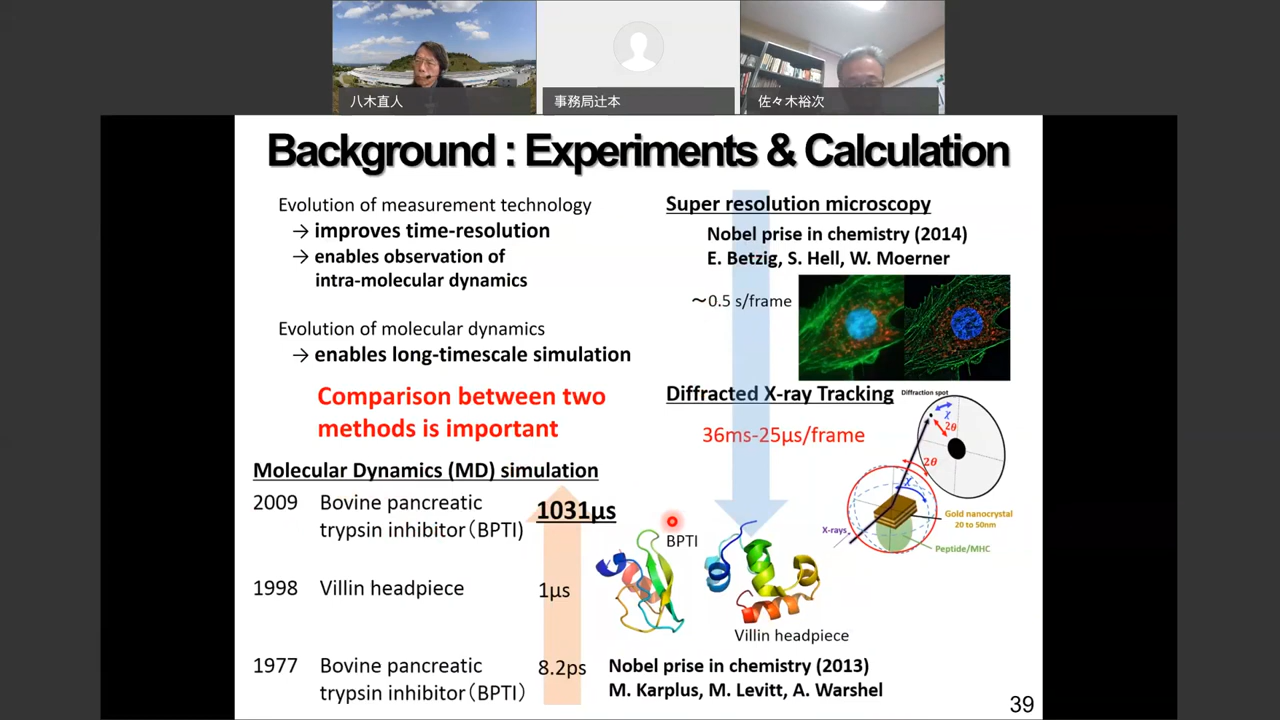 八木直人
事務局辻本
佐々木裕次
Background : Experiments & Calculation
Evolution of measurement technology
→ improves time-resolution
→ enables observation of
intra-molecular dynamics
Evolution of molecular dynamics
→ enables long-timescale simulation
Comparison between two
methods is important
Super resolution microscopy
Nobel prise in chemistry (2014)
E. Betzig, S. Hell, W. Moerner
～0.5 s/frame
Diffracted X-ray Tracking
36ms-25μs/frame
Diffraction spot
χ
2θ
2θ
χ
X-rays
Gold nanocrystal
20 to 50nm
Peptide/MHC
Molecular Dynamics (MD) simulation
2009 Bovine pancreatic 1031μs
trypsin inhibitor（BPTI）
BPTI
1998 Villin headpiece 1μs
Villin headpiece
1977 Bovine pancreatic 8.2ps
trypsin inhibitor（BPTI）
Nobel prise in chemistry (2013)
M. Karplus, M. Levitt, A. Warshel
39